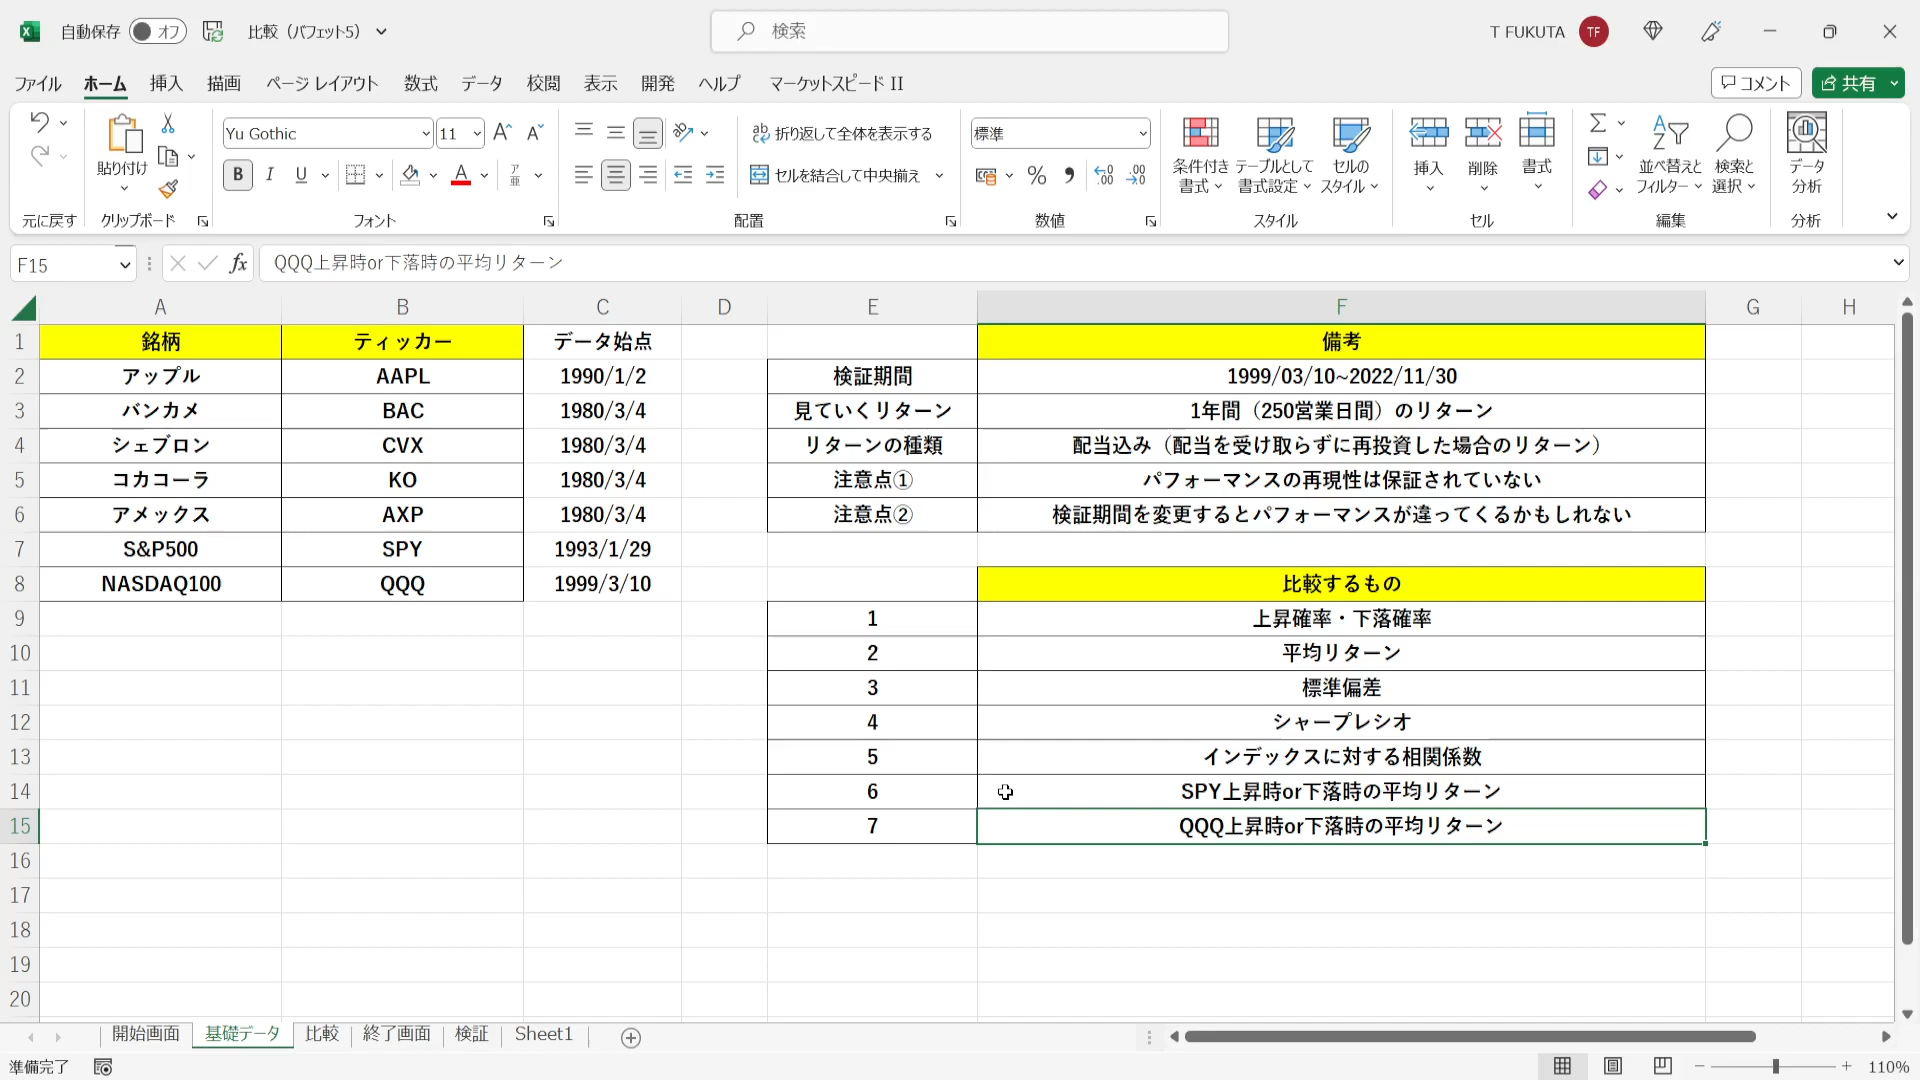 自動保存 オフ 比較（バフェット5） 検索 T FUKUTA TF
ファイル ホーム 挿入 描画 ページ レイアウト 数式 データ 校閲 表示 開発 ヘルプ マーケットスピード II コメント 共有
貼り付け
元に戻す クリップボード
Yu Gothic 11
B I U A ア亜
フォント
折り返して全体を表示する
セルを結合して中央揃え
配置
標準
% 9 .00
数値
条件付き書式 テーブルとして書式設定 セルのスタイル
スタイル
挿入 削除 書式
セル
並べ替えとフィルター 検索と選択
編集
データ分析
分析
F15 fx QQQ上昇時or下落時の平均リターン
A B C D E F G H
1 銘柄 ティッカー データ始点 備考
2 アップル AAPL 1990/1/2 検証期間 1999/03/10~2022/11/30
3 バンカメ BAC 1980/3/4 見ていくリターン 1年間（250営業日間）のリターン
4 シェブロン CVX 1980/3/4 リターンの種類 配当込み（配当を受け取らずに再投資した場合のリターン）
5 コカコーラ KO 1980/3/4 注意点① パフォーマンスの再現性は保証されていない
6 アメックス AXP 1980/3/4 注意点② 検証期間を変更するとパフォーマンスが違ってくるかもしれない
7 S&P500 SPY 1993/1/29
8 NASDAQ100 QQQ 1999/3/10 比較するもの
9 1 上昇確率・下落確率
10 2 平均リターン
11 3 標準偏差
12 4 シャープレシオ
13 5 インデックスに対する相関係数
14 6 SPY上昇時or下落時の平均リターン
15 7 QQQ上昇時or下落時の平均リターン
16
17
18
19
20
開始画面 基礎データ 比較 終了画面 検証 Sheet1
準備完了 110%